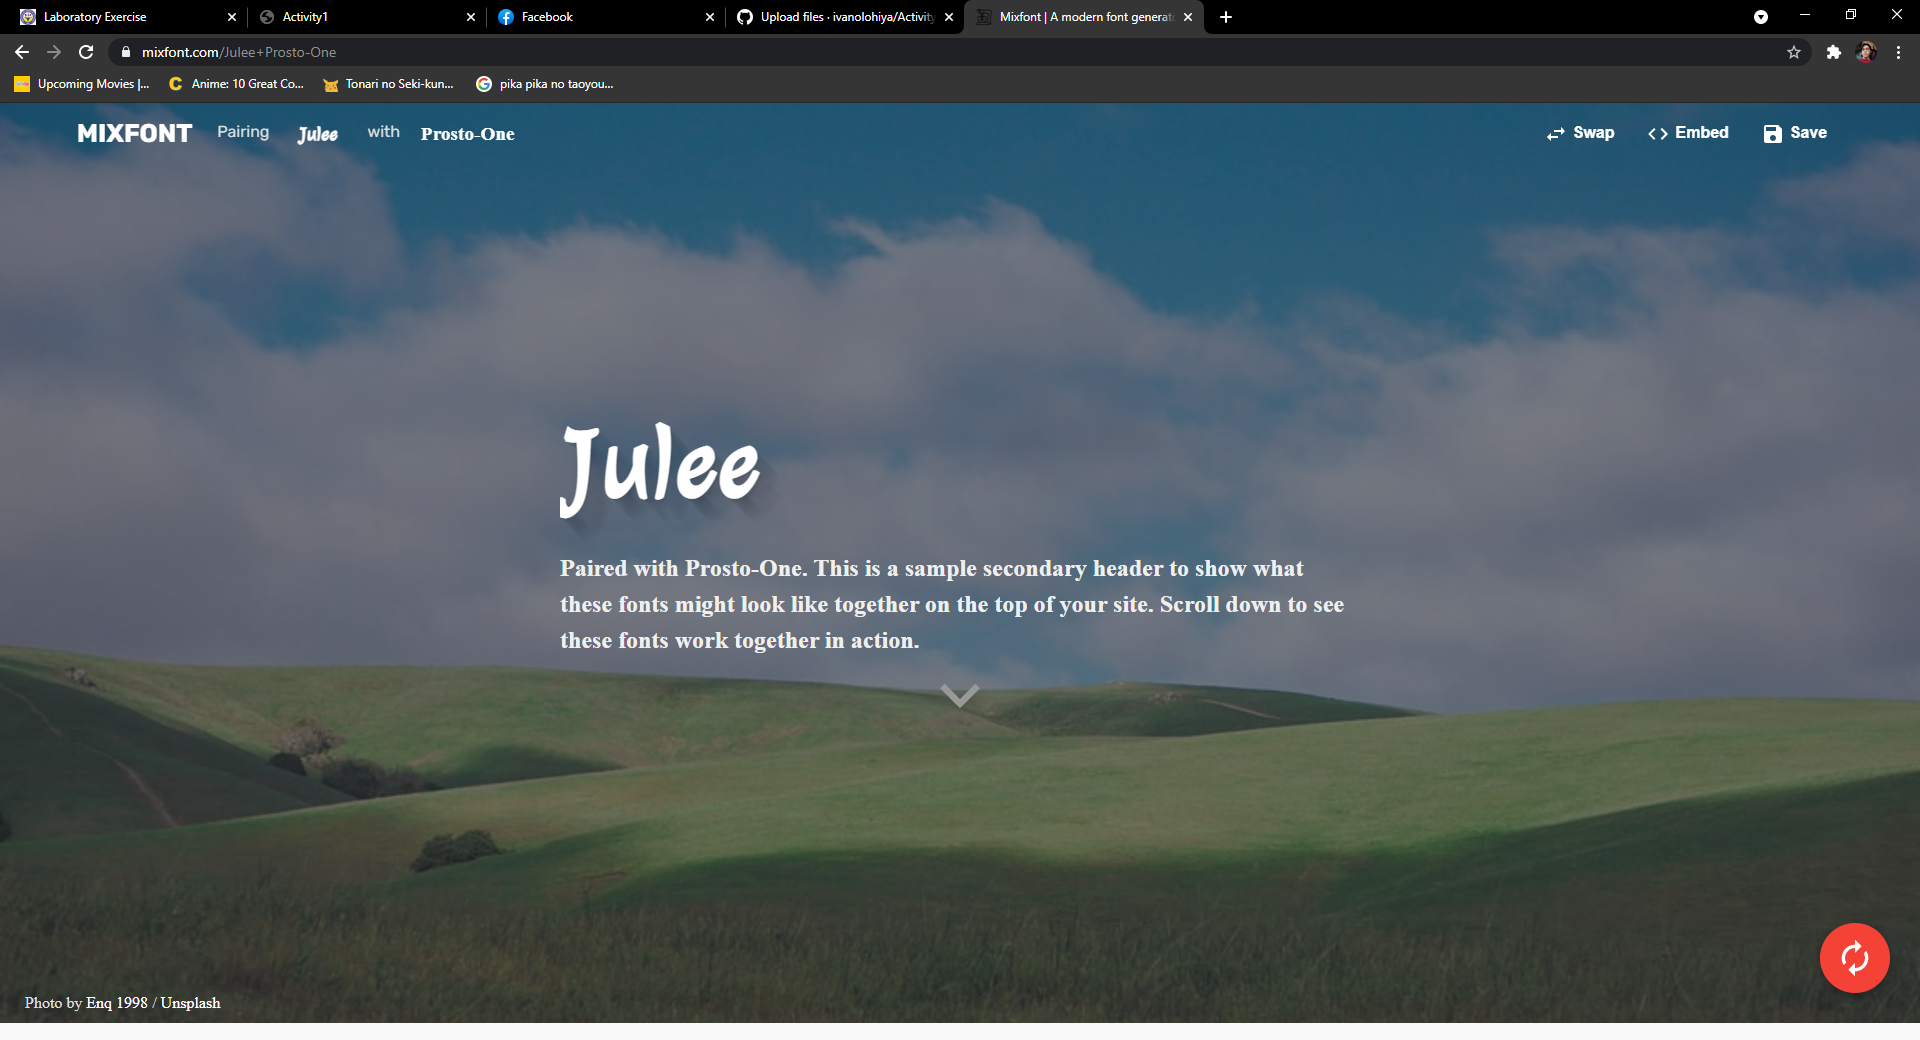 Laboratory Exercise
Activity1
Facebook
Upload files · ivanolohiya/Activity
Mixfont | A modern font generat
mixfont.com/Julee+Prosto-One
Upcoming Movies |...
Anime: 10 Great Co...
Tonari no Seki-kun...
pika pika no taoyou...
MIXFONT Pairing Julee with Prosto-One
Swap
Embed
Save
Julee
Paired with Prosto-One. This is a sample secondary header to show what
these fonts might look like together on the top of your site. Scroll down to see
these fonts work together in action.
Photo by Enq 1998 / Unsplash